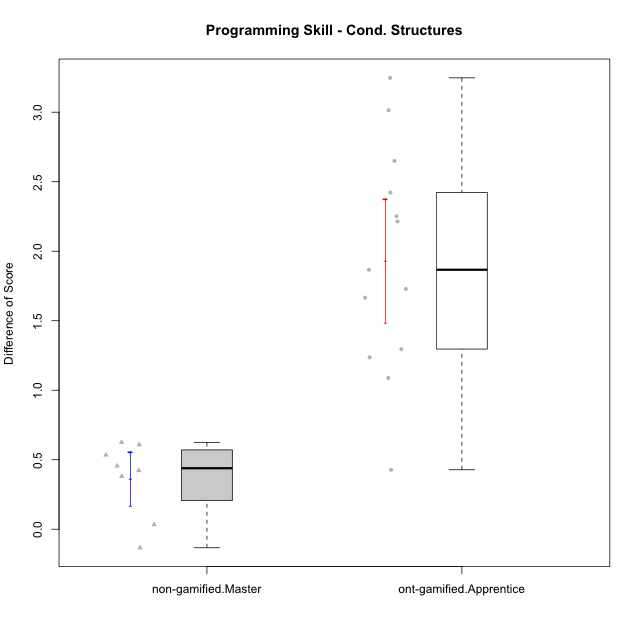 Programming Skill - Cond. Structures
Difference of Score
3.0
2.5
2.0
1.5
1.0
0.5
0.0
non-gamified.Master
ont-gamified.Apprentice